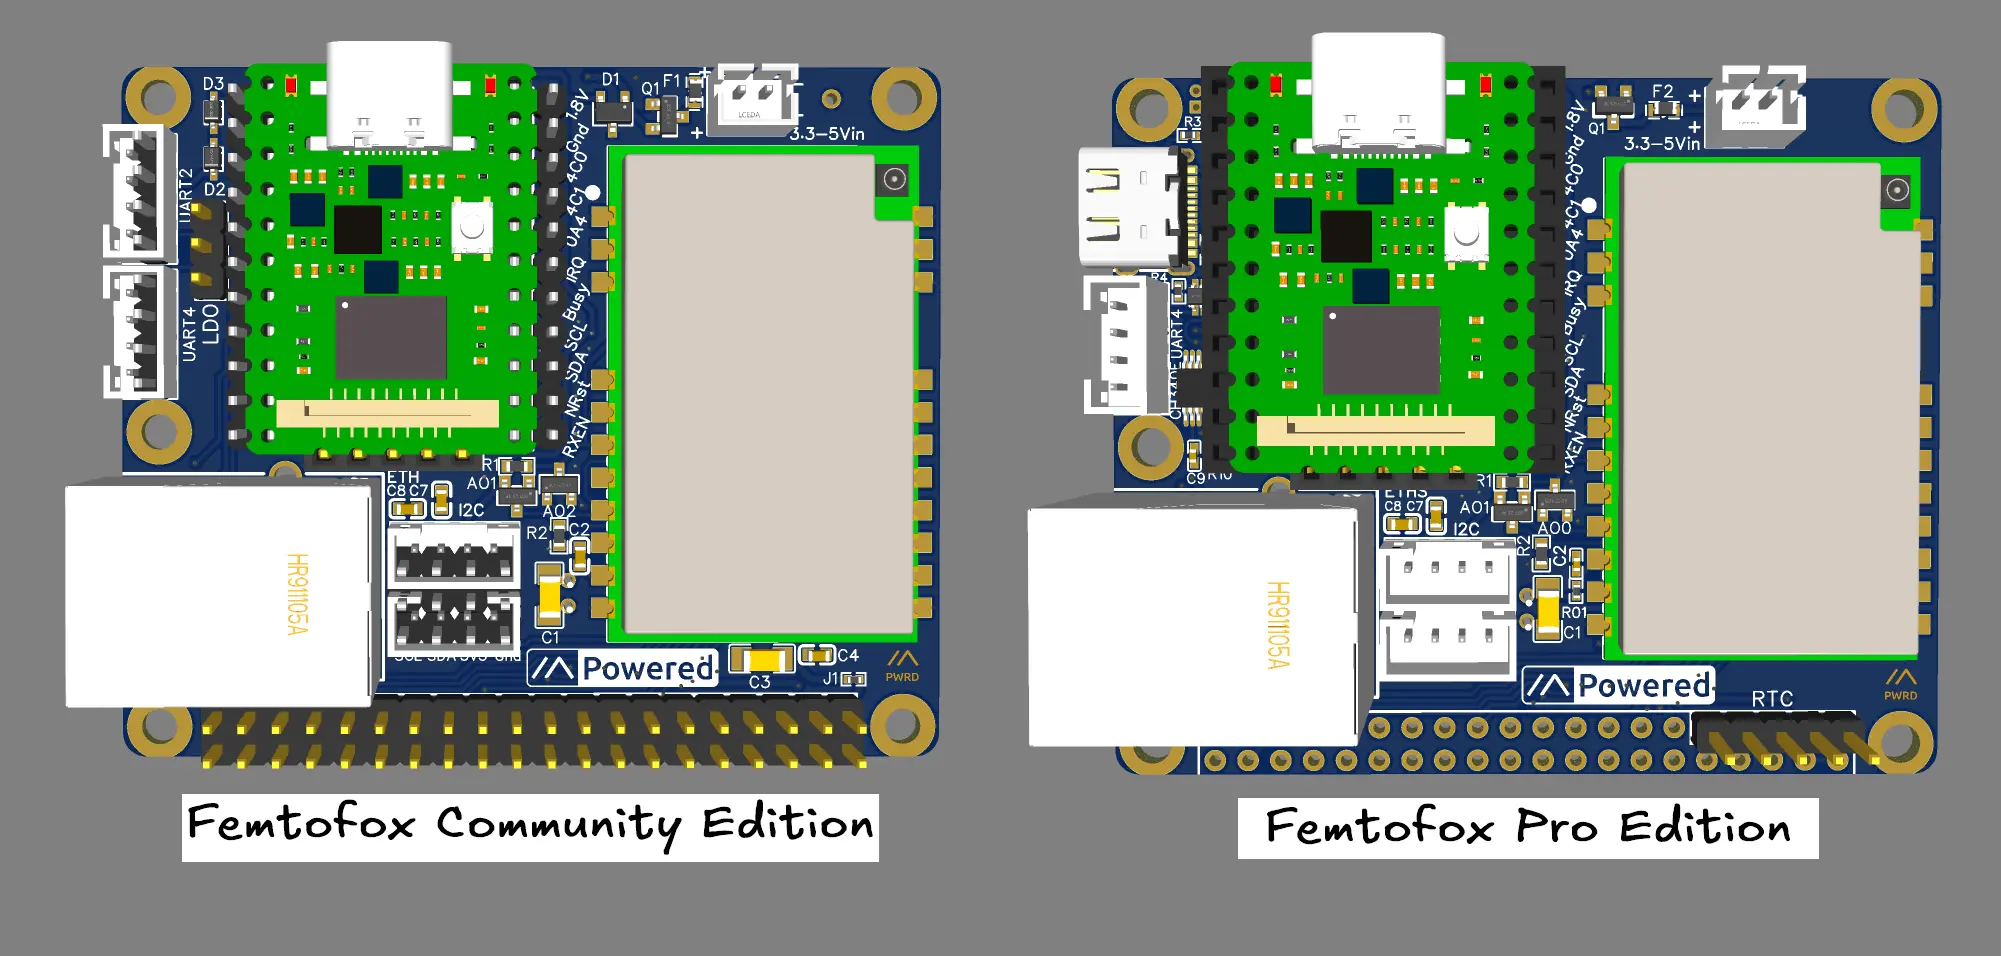 D3
D1
Q1
F1
+
-
LCEDA
+
-
3.3-5Vin
1.8V
Gnd
4C0
4C1
UA4
IRQ
Busy
SCL
SDA
NRst
RXEN
UART2
D2
UART4
LDO
ETH
C8 C7
I2C
R1
A01
A02
R2
C2
C1
HR911105A
Powered
C3
C4
J1
PWRD
Femtofox Community Edition
R3
Q1
F2
+
-
+
-
3.3-5Vin
1.8V
4C0
4C1
UA4
IRQ
Busy
SCL
SDA
NRst
RXEN
R4
UART4
C9
R10
ETHS
C8 C7
I2C
R1
A01
A00
R2
C2
R01
C1
HR911105A
Powered
PWRD
RTC
Femtofox Pro Edition